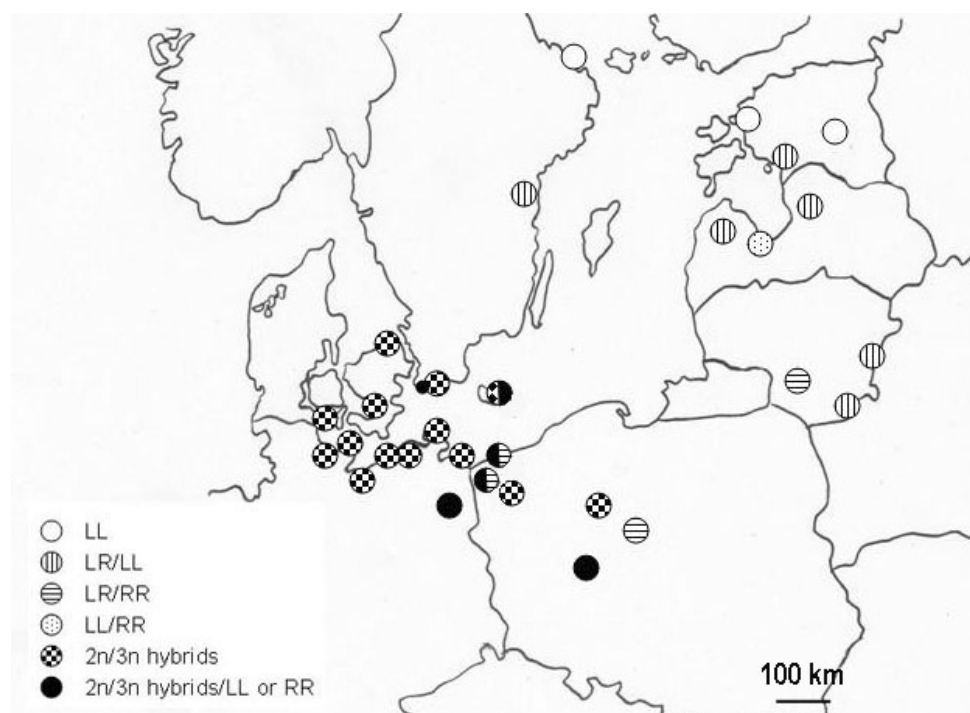 LL
LR/LL
LR/RR
LL/RR
2n/3n hybrids
2n/3n hybrids/LL or RR
100 km